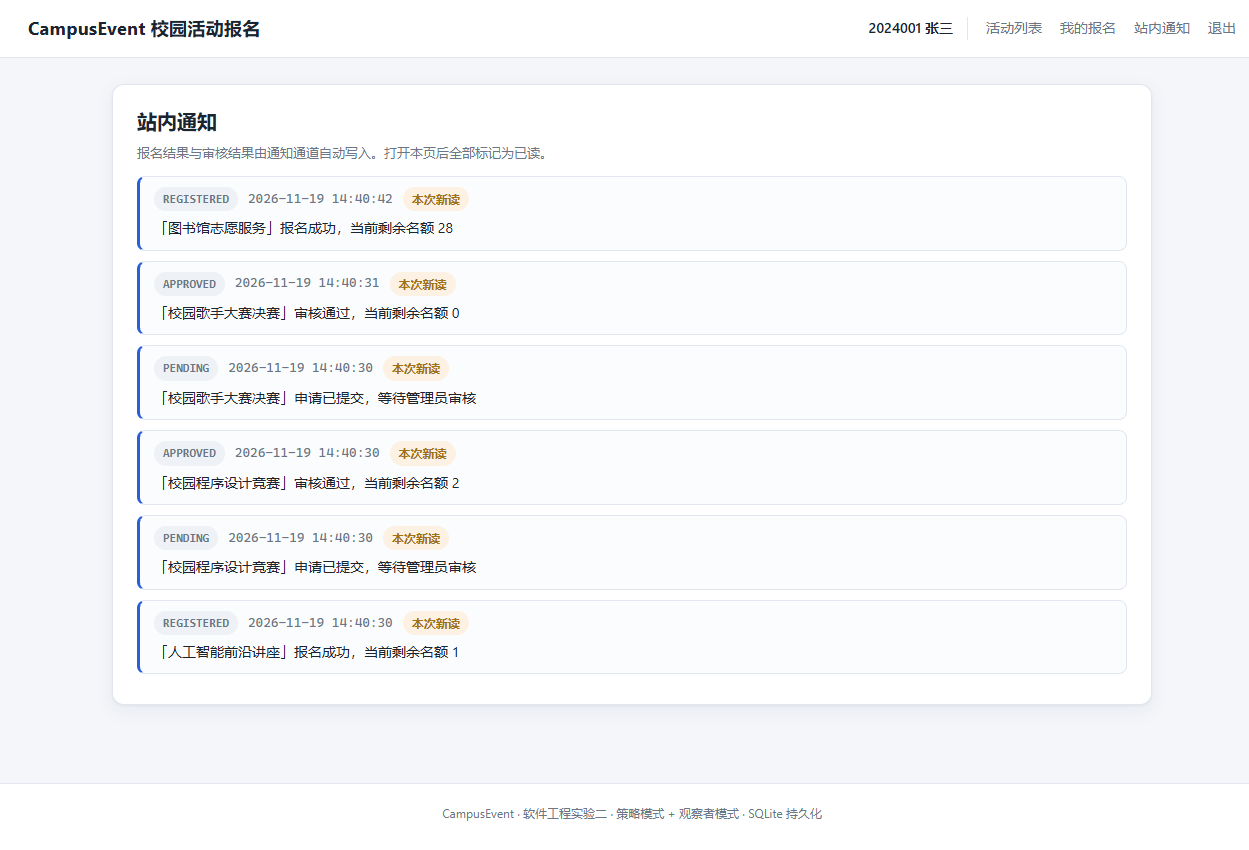 CampusEvent 校园活动报名
2024001 张三 活动列表 我的报名 站内通知 退出
站内通知
报名结果与审核结果由通知通道自动写入。打开本页后全部标记为已读。
REGISTERED 2026-11-19 14:40:42 本次新读
「图书馆志愿服务」报名成功，当前剩余名额 28
APPROVED 2026-11-19 14:40:31 本次新读
「校园歌手大赛决赛」审核通过，当前剩余名额 0
PENDING 2026-11-19 14:40:30 本次新读
「校园歌手大赛决赛」申请已提交，等待管理员审核
APPROVED 2026-11-19 14:40:30 本次新读
「校园程序设计竞赛」审核通过，当前剩余名额 2
PENDING 2026-11-19 14:40:30 本次新读
「校园程序设计竞赛」申请已提交，等待管理员审核
REGISTERED 2026-11-19 14:40:30 本次新读
「人工智能前沿讲座」报名成功，当前剩余名额 1
CampusEvent · 软件工程实验二 · 策略模式 + 观察者模式 · SQLite 持久化